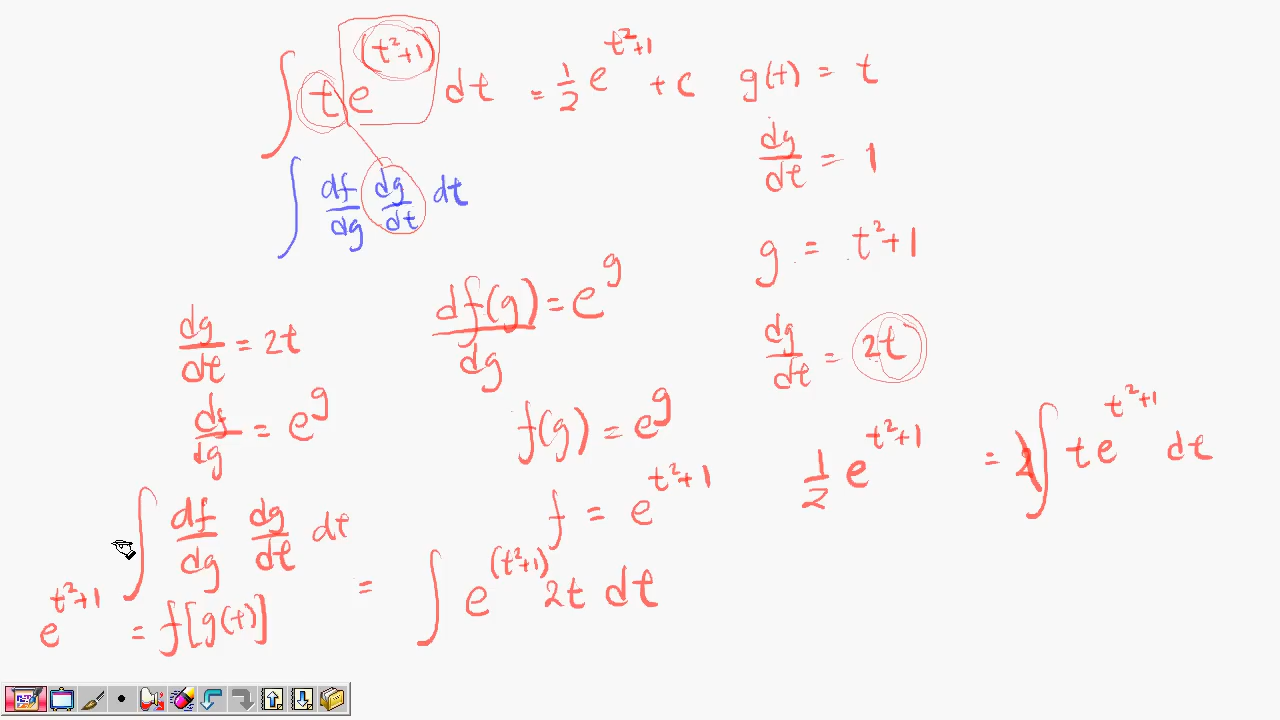 ∫ t e^(t²+1) dt = 1/2 e^(t²+1) + c
∫ df/dg dg/dt dt
g(t) = t
dg/dt = 1
g = t²+1
dg/dt = 2t
dg/dt = 2t
df/dg = e^g
df(g)/dg = e^g
f(g) = e^g
f = e^(t²+1)
1/2 e^(t²+1) = ∫ t e^(t²+1) dt
∫ df/dg dg/dt dt = ∫ e^(t²+1) 2t dt
e^(t²+1) = f[g(t)]